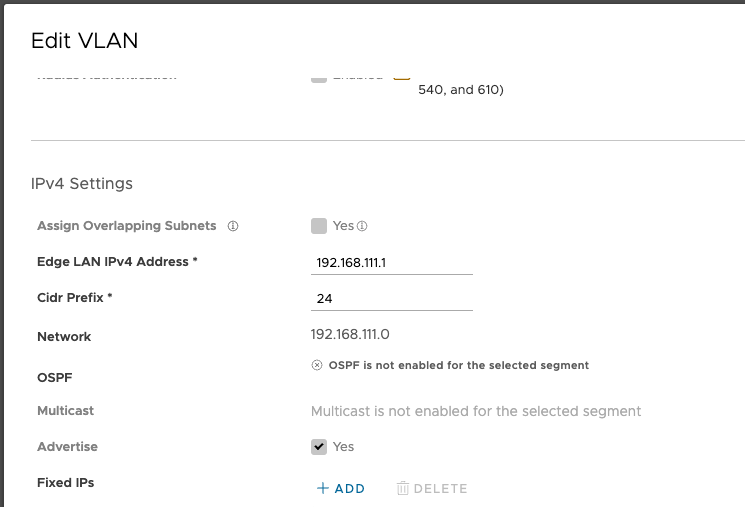 Edit VLAN
540, and 610)
IPv4 Settings
Assign Overlapping Subnets Yes
Edge LAN IPv4 Address * 192.168.111.1
Cidr Prefix * 24
Network 192.168.111.0
OSPF OSPF is not enabled for the selected segment
Multicast Multicast is not enabled for the selected segment
Advertise Yes
Fixed IPs + ADD DELETE